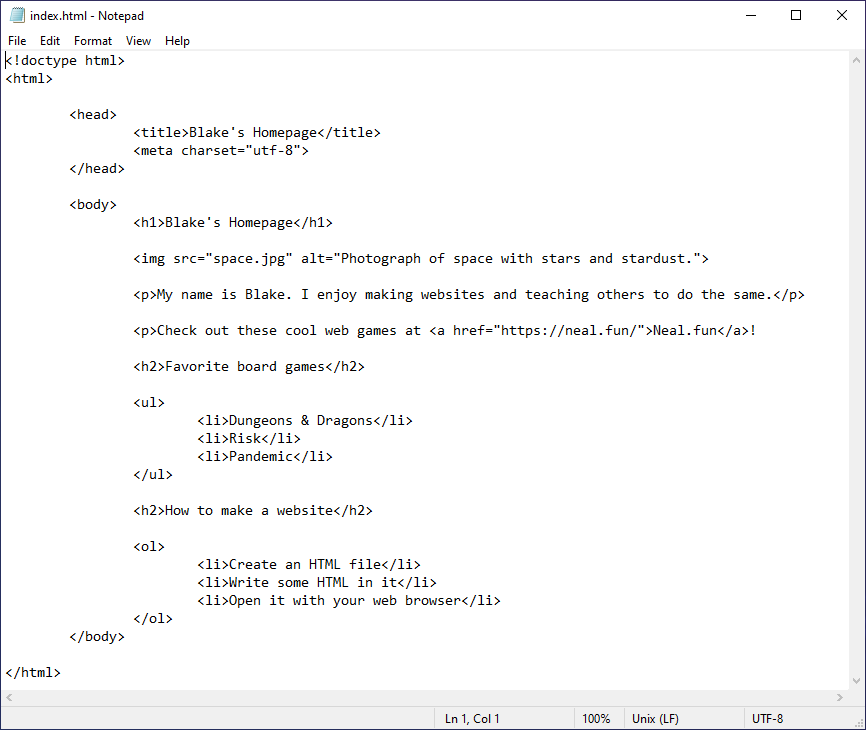 index.html - Notepad
File Edit Format View Help
<!doctype html>
<html>
<head>
<title>Blake's Homepage</title>
<meta charset="utf-8">
</head>
<body>
<h1>Blake's Homepage</h1>
<img src="space.jpg" alt="Photograph of space with stars and stardust.">
<p>My name is Blake. I enjoy making websites and teaching others to do the same.</p>
<p>Check out these cool web games at <a href="https://neal.fun/">Neal.fun</a>!
<h2>Favorite board games</h2>
<ul>
<li>Dungeons & Dragons</li>
<li>Risk</li>
<li>Pandemic</li>
</ul>
<h2>How to make a website</h2>
<ol>
<li>Create an HTML file</li>
<li>Write some HTML in it</li>
<li>Open it with your web browser</li>
</ol>
</body>
</html>
Ln 1, Col 1 100% Unix (LF) UTF-8